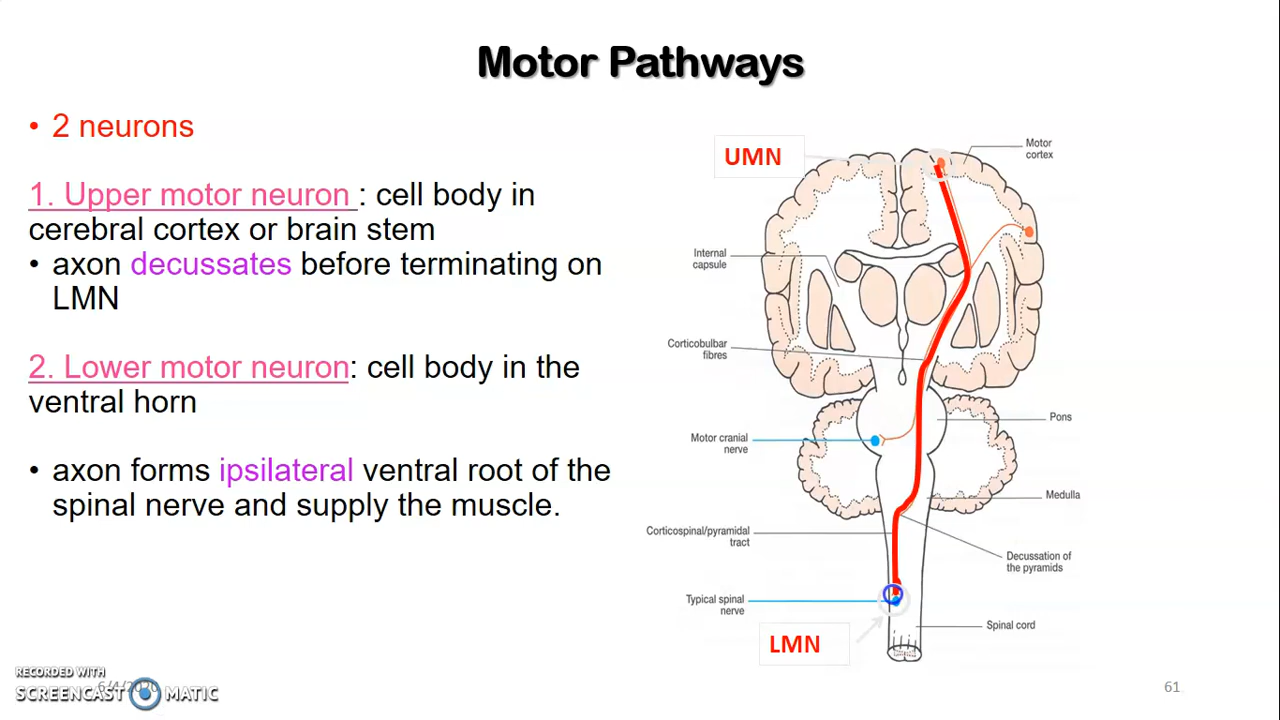 Motor Pathways
• 2 neurons
1. Upper motor neuron : cell body in
cerebral cortex or brain stem
• axon decussates before terminating on
LMN
2. Lower motor neuron: cell body in the
ventral horn
• axon forms ipsilateral ventral root of the
spinal nerve and supply the muscle.
UMN
Motor
cortex
Internal
capsule
Corticobulbar
fibres
Pons
Motor cranial
nerve
Medulla
Corticospinal/pyramidal
tract
Decussation of
the pyramids
Typical spinal
nerve
Spinal cord
LMN
RECORDED WITH
SCREENCAST MATIC
61